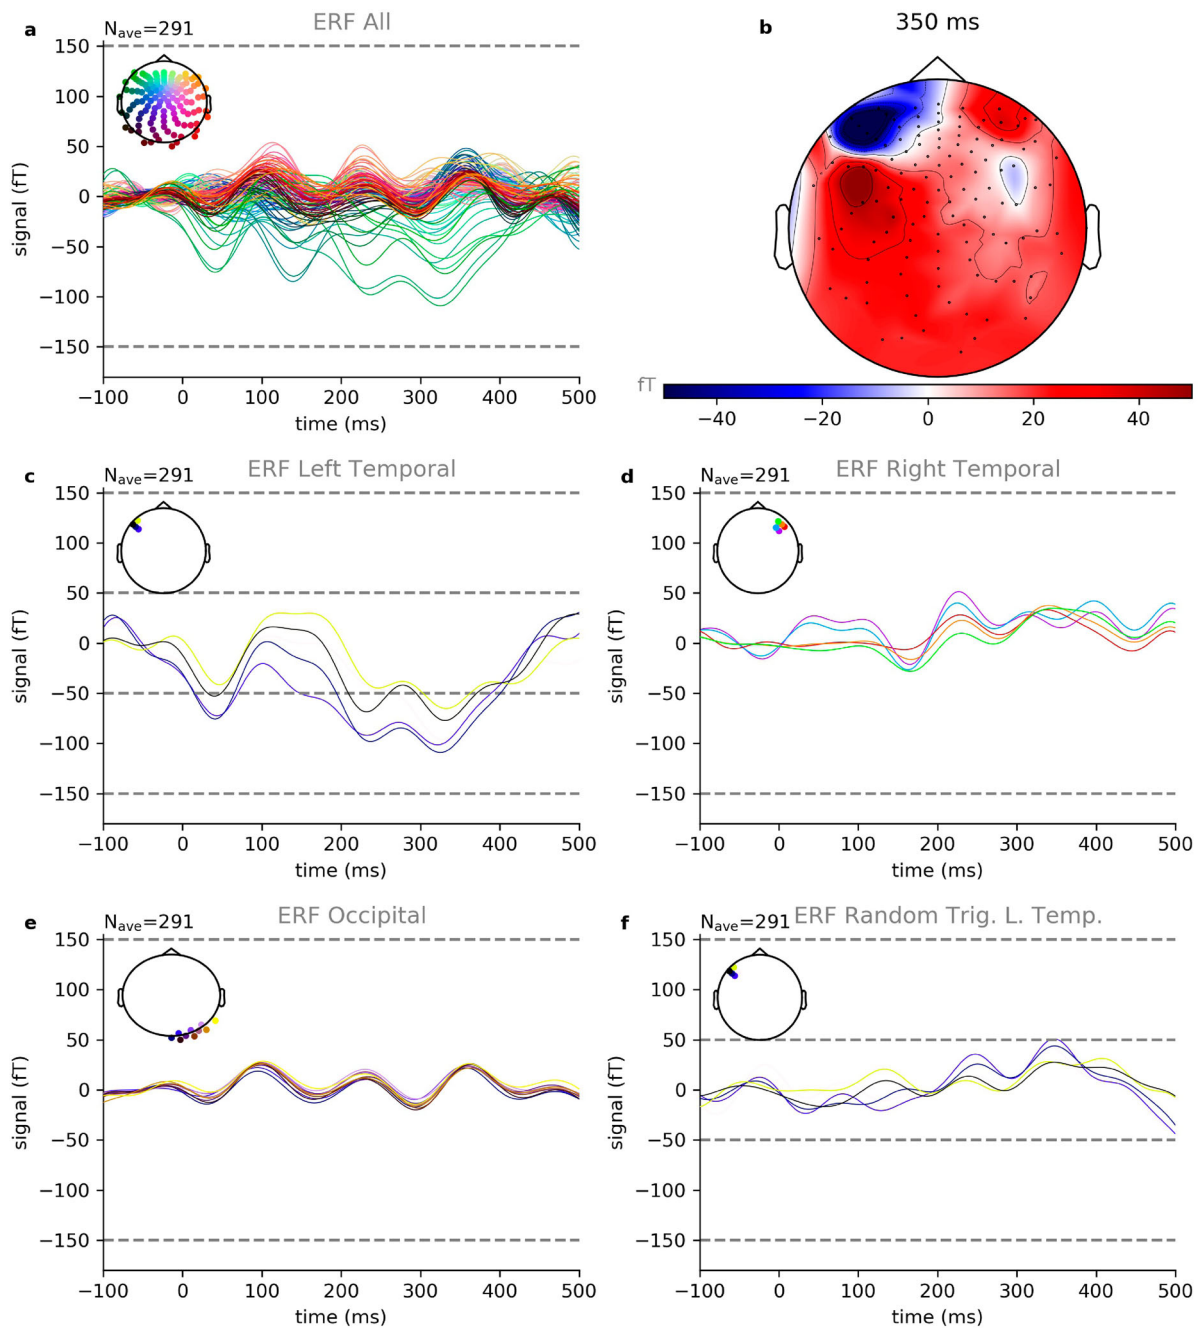 a N_ave=291 ERF All
150
100
50
0
−50
−100
−150
signal (fT)
−100 0 100 200 300 400 500
time (ms)
b 350 ms
fT
−40 −20 0 20 40
c N_ave=291 ERF Left Temporal
150
100
50
0
−50
−100
−150
signal (fT)
−100 0 100 200 300 400 500
time (ms)
d N_ave=291 ERF Right Temporal
150
100
50
0
−50
−100
−150
signal (fT)
−100 0 100 200 300 400 500
time (ms)
e N_ave=291 ERF Occipital
150
100
50
0
−50
−100
−150
signal (fT)
−100 0 100 200 300 400 500
time (ms)
f N_ave=291 ERF Random Trig. L. Temp.
150
100
50
0
−50
−100
−150
signal (fT)
−100 0 100 200 300 400 500
time (ms)